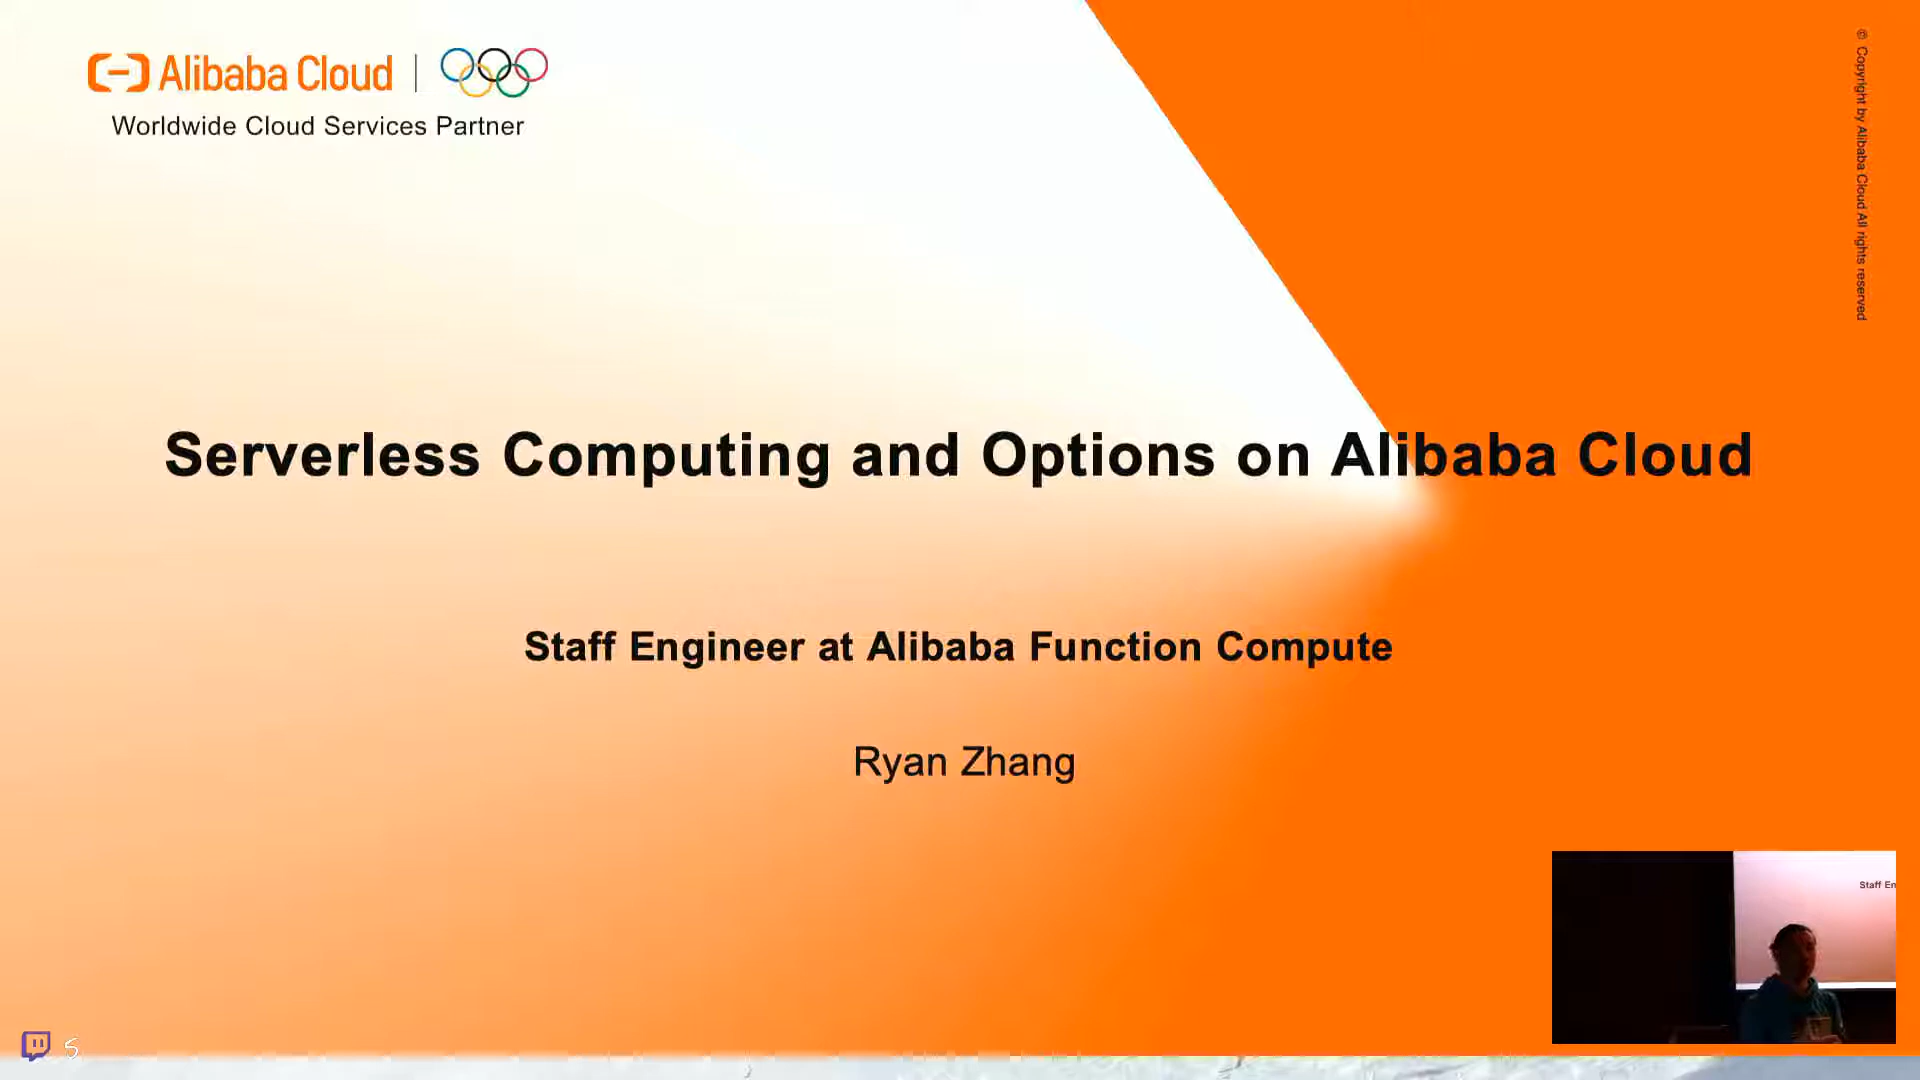 Alibaba Cloud
Worldwide Cloud Services Partner
© Copyright by Alibaba Cloud All rights reserved
Serverless Computing and Options on Alibaba Cloud
Staff Engineer at Alibaba Function Compute
Ryan Zhang
Staff En
5